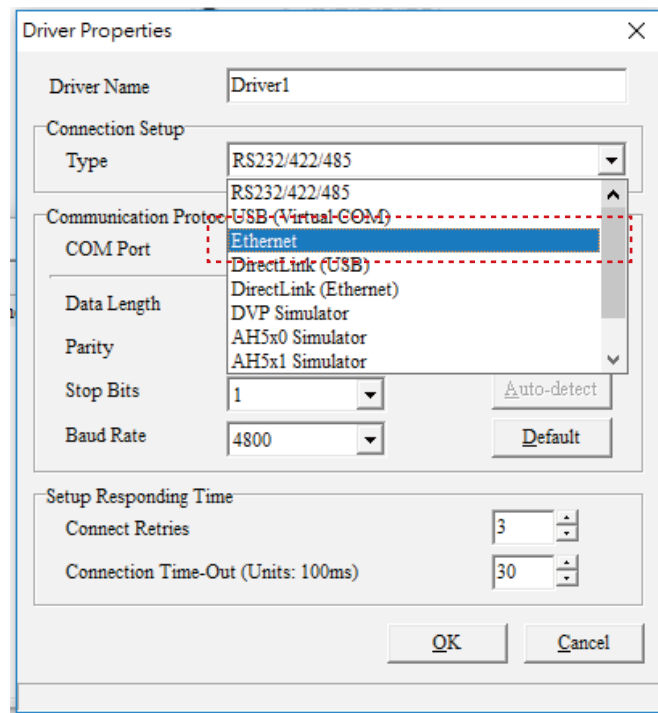 Driver Properties
Driver Name Driver1
Connection Setup
Type RS232/422/485
RS232/422/485
Communication Protoc USB (Virtual COM)
COM Port Ethernet
DirectLink (USB)
DirectLink (Ethernet)
Data Length
DVP Simulator
AH5x0 Simulator
Parity
AH5x1 Simulator
Stop Bits 1 Auto-detect
Baud Rate 4800 Default
Setup Responding Time
Connect Retries 3
Connection Time-Out (Units: 100ms) 30
OK Cancel